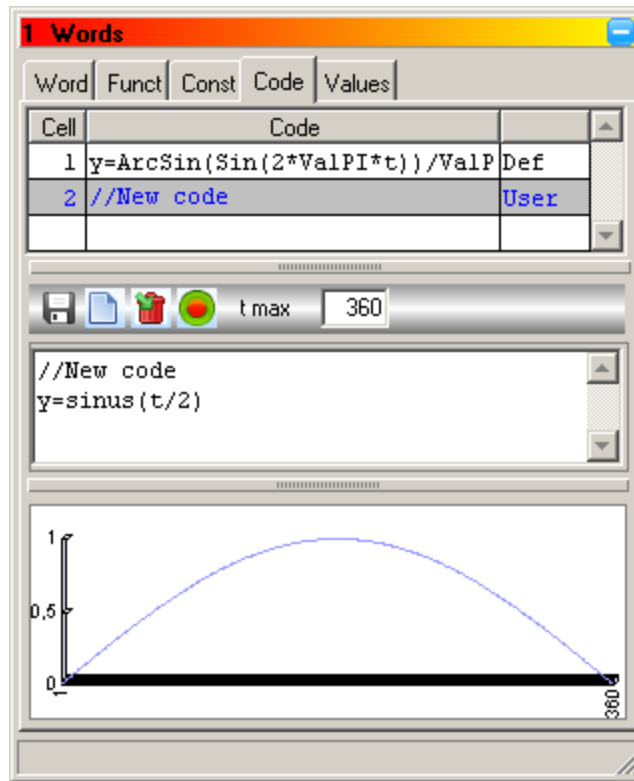 1 Words
Word Funct Const Code Values
Cell Code
1 y=ArcSin(Sin(2*ValPI*t))/ValP Def
2 //New code User
t max 360
//New code
y=sinus(t/2)
1
0,5
0
1 360